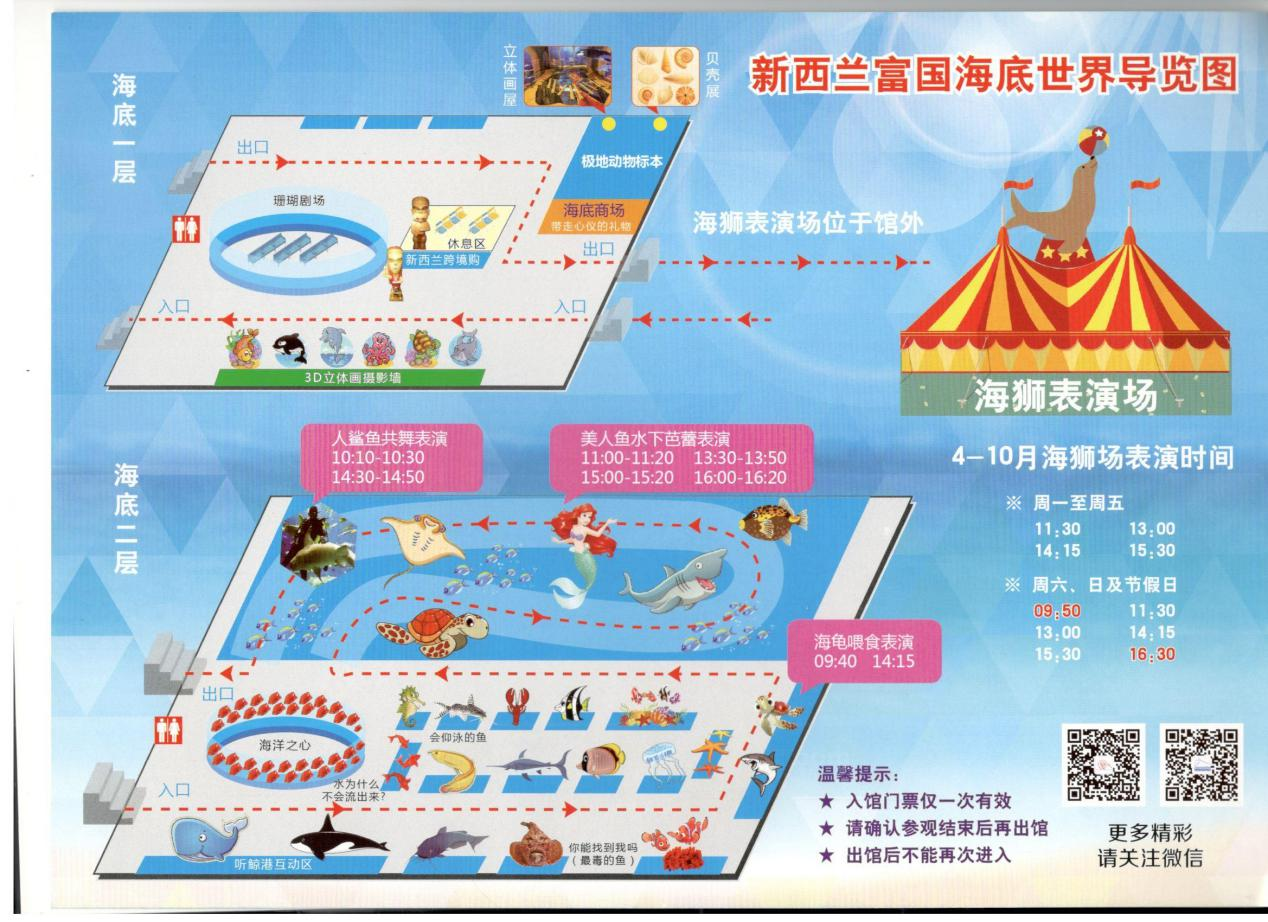 新西兰富国海底世界导览图
海底一层
立体画屋
贝壳展
出口
极地动物标本
珊瑚剧场
海底商场
带走心仪的礼物
休息区
新西兰跨境购
出口
海狮表演场位于馆外
入口
入口
3D立体画摄影墙
海狮表演场
海底二层
人鲨鱼共舞表演
10:10-10:30
14:30-14:50
美人鱼水下芭蕾表演
11:00-11:20 13:30-13:50
15:00-15:20 16:00-16:20
4—10月海狮场表演时间
※ 周一至周五
11:30 13:00
14:15 15:30
※ 周六、日及节假日
09:50 11:30
13:00 14:15
15:30 16:30
海龟喂食表演
09:40 14:15
出口
海洋之心
会仰泳的鱼
水为什么
不会流出来?
入口
听鲸港互动区
你能找到我吗
(最毒的鱼)
温馨提示:
★ 入馆门票仅一次有效
★ 请确认参观结束后再出馆
★ 出馆后不能再次进入
更多精彩
请关注微信